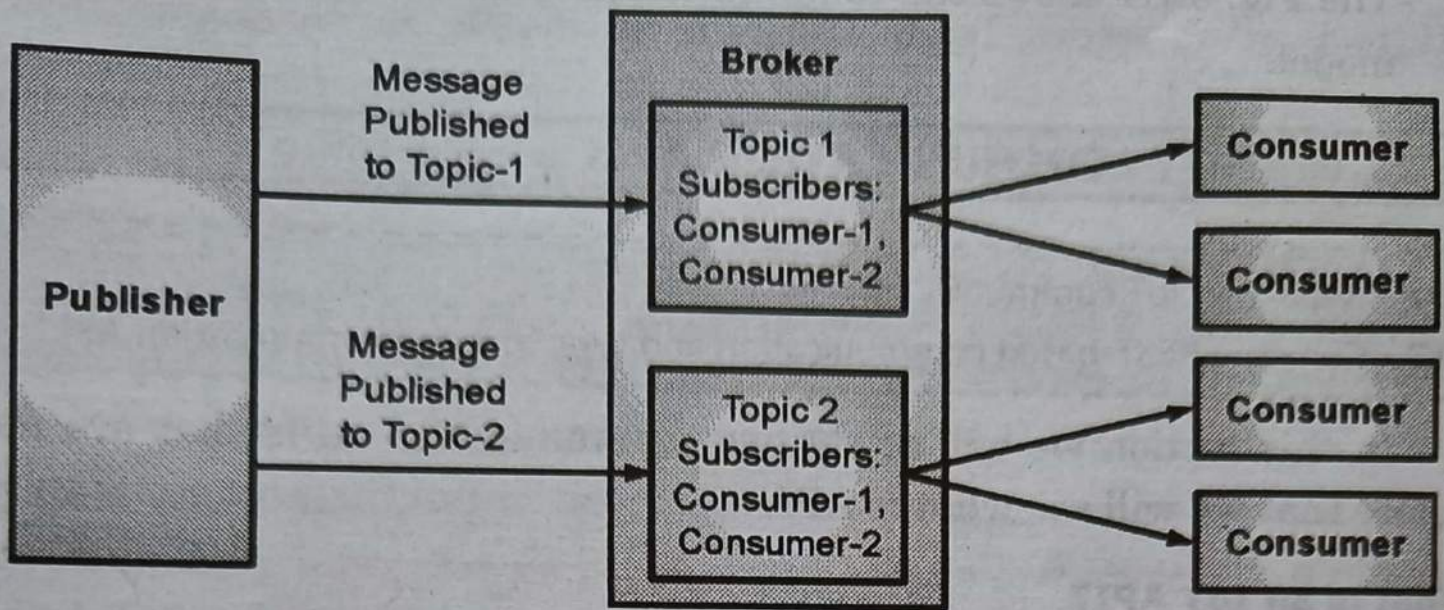 Publisher
Message
Published
to Topic-1
Message
Published
to Topic-2
Broker
Topic 1
Subscribers:
Consumer-1,
Consumer-2
Topic 2
Subscribers:
Consumer-1,
Consumer-2
Consumer
Consumer
Consumer
Consumer